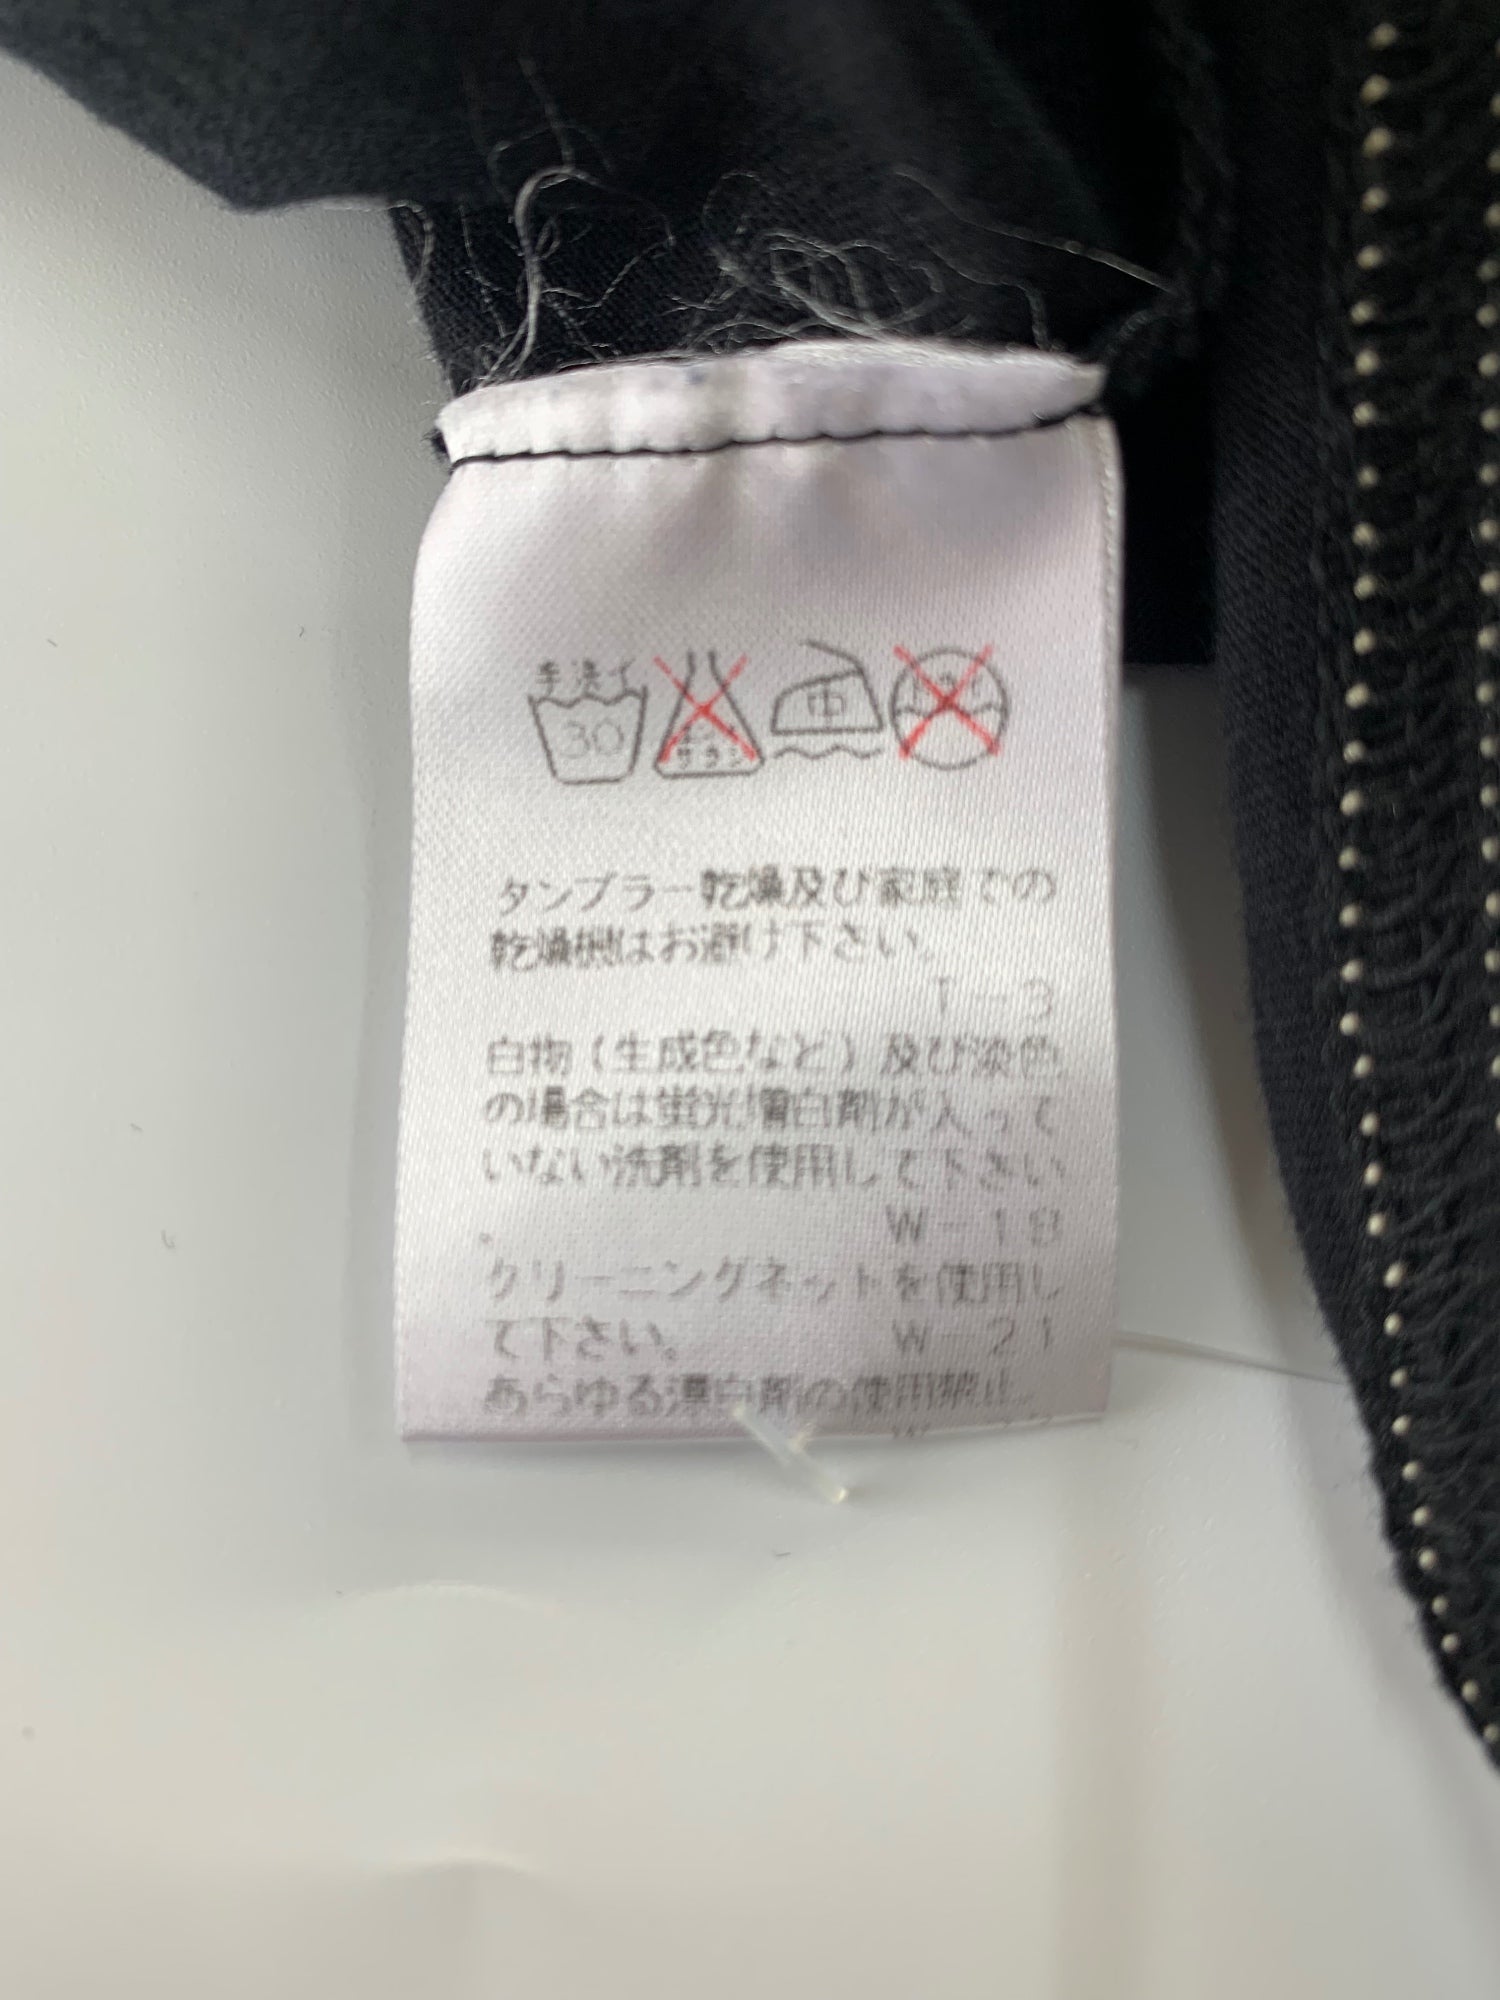 手洗イ
30
中
タンブラー乾燥及び家庭での
乾燥機はお避け下さい。
T-3
白物(生成色など)及び淡色
の場合は蛍光増白剤が入って
いない洗剤を使用して下さい
。 W-18
クリーニングネットを使用し
て下さい。 W-21
あらゆる漂白剤の使用禁止